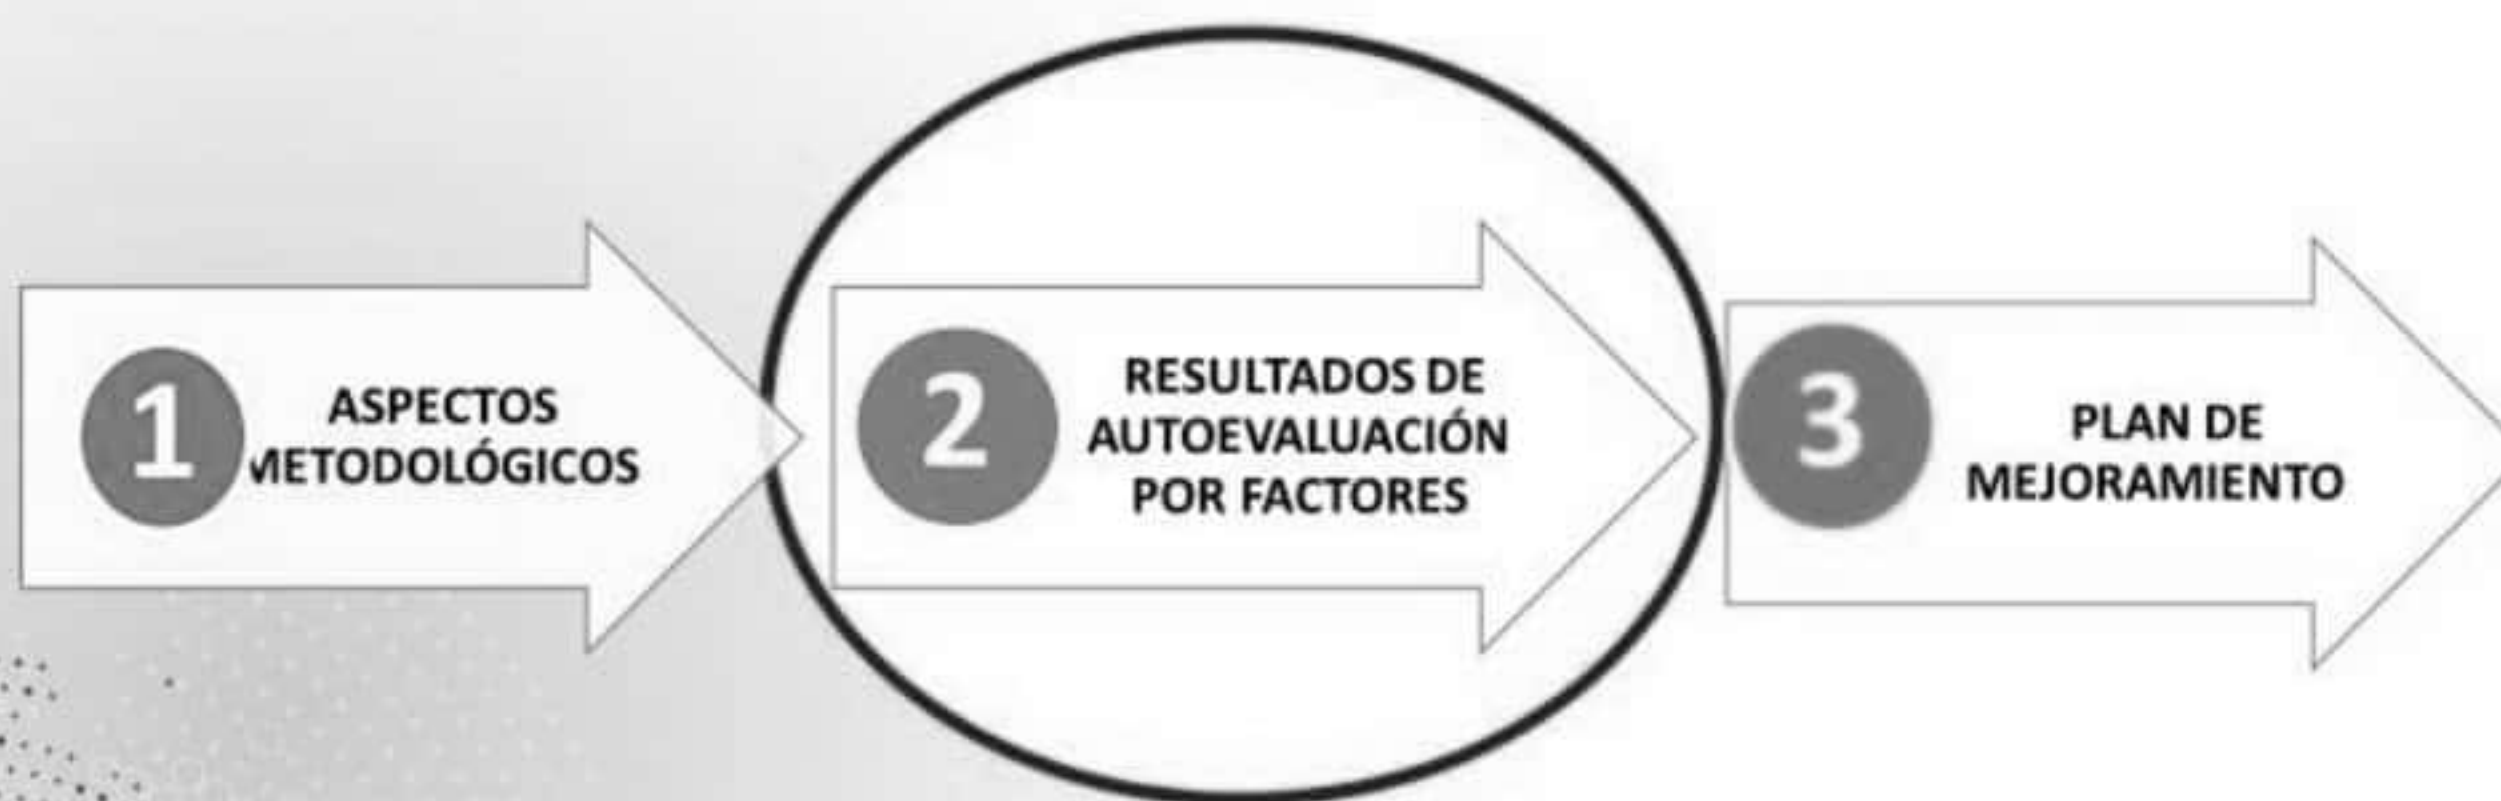 1
ASPECTOS
METODOLÓGICOS
2
RESULTADOS DE
AUTOEVALUACIÓN
POR FACTORES
3
PLAN DE
MEJORAMIENTO